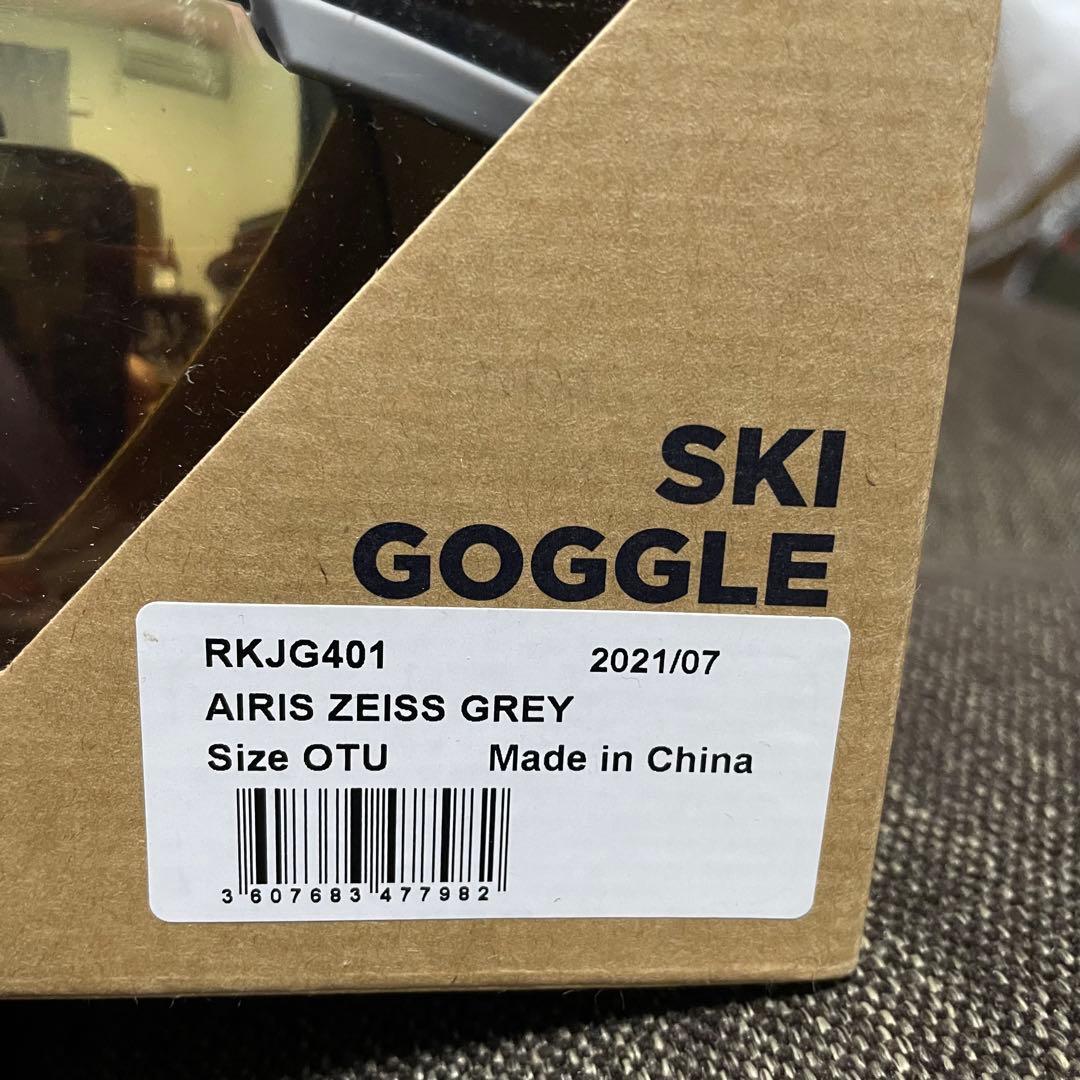 SKI
GOGGLE
RKJG401 2021/07
AIRIS ZEISS GREY
Size OTU Made in China
3 607683 477982